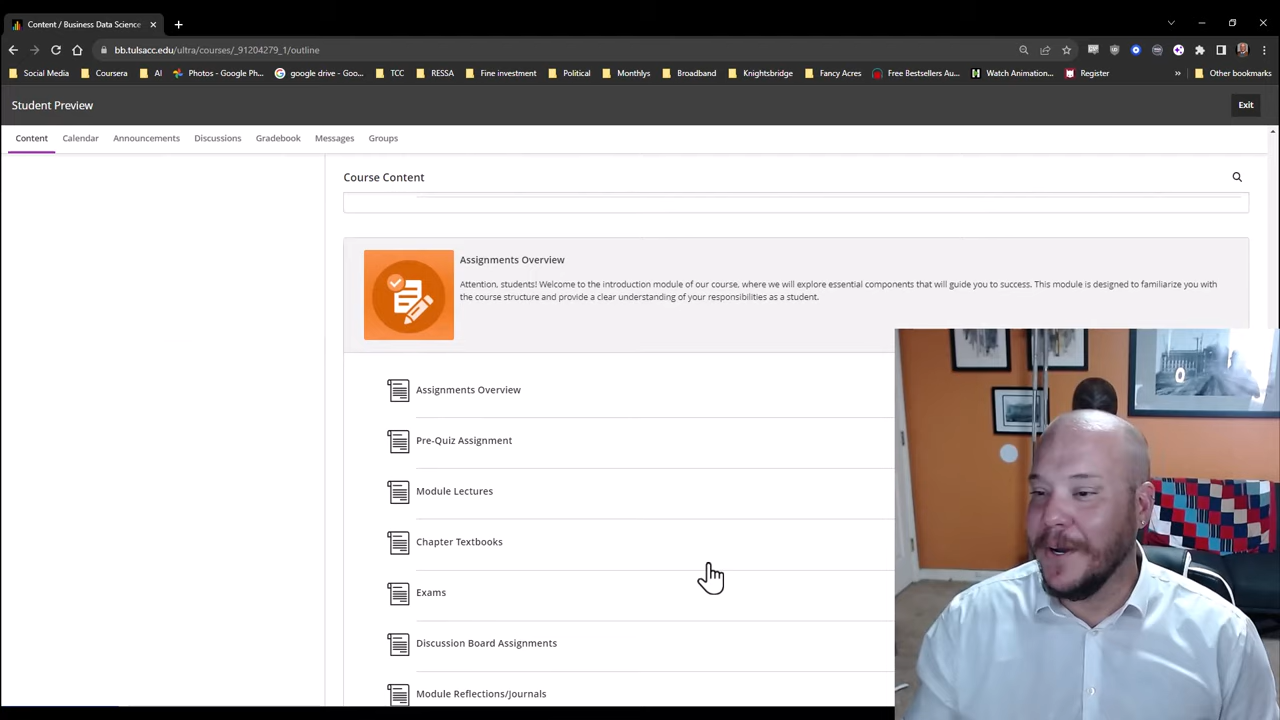 Content / Business Data Science
bb.tulsacc.edu/ultra/courses/_91204279_1/outline
Social Media Coursera AI Photos - Google Ph... google drive - Goo... TCC RESSA Fine investment Political Monthlys Broadband Knightsbridge Fancy Acres Free Bestsellers Au... Watch Animation... Register » Other bookmarks
Student Preview Exit
Content Calendar Announcements Discussions Gradebook Messages Groups
Course Content
Assignments Overview
Attention, students! Welcome to the introduction module of our course, where we will explore essential components that will guide you to success. This module is designed to familiarize you with
the course structure and provide a clear understanding of your responsibilities as a student.
Assignments Overview
Pre-Quiz Assignment
Module Lectures
Chapter Textbooks
Exams
Discussion Board Assignments
Module Reflections/Journals